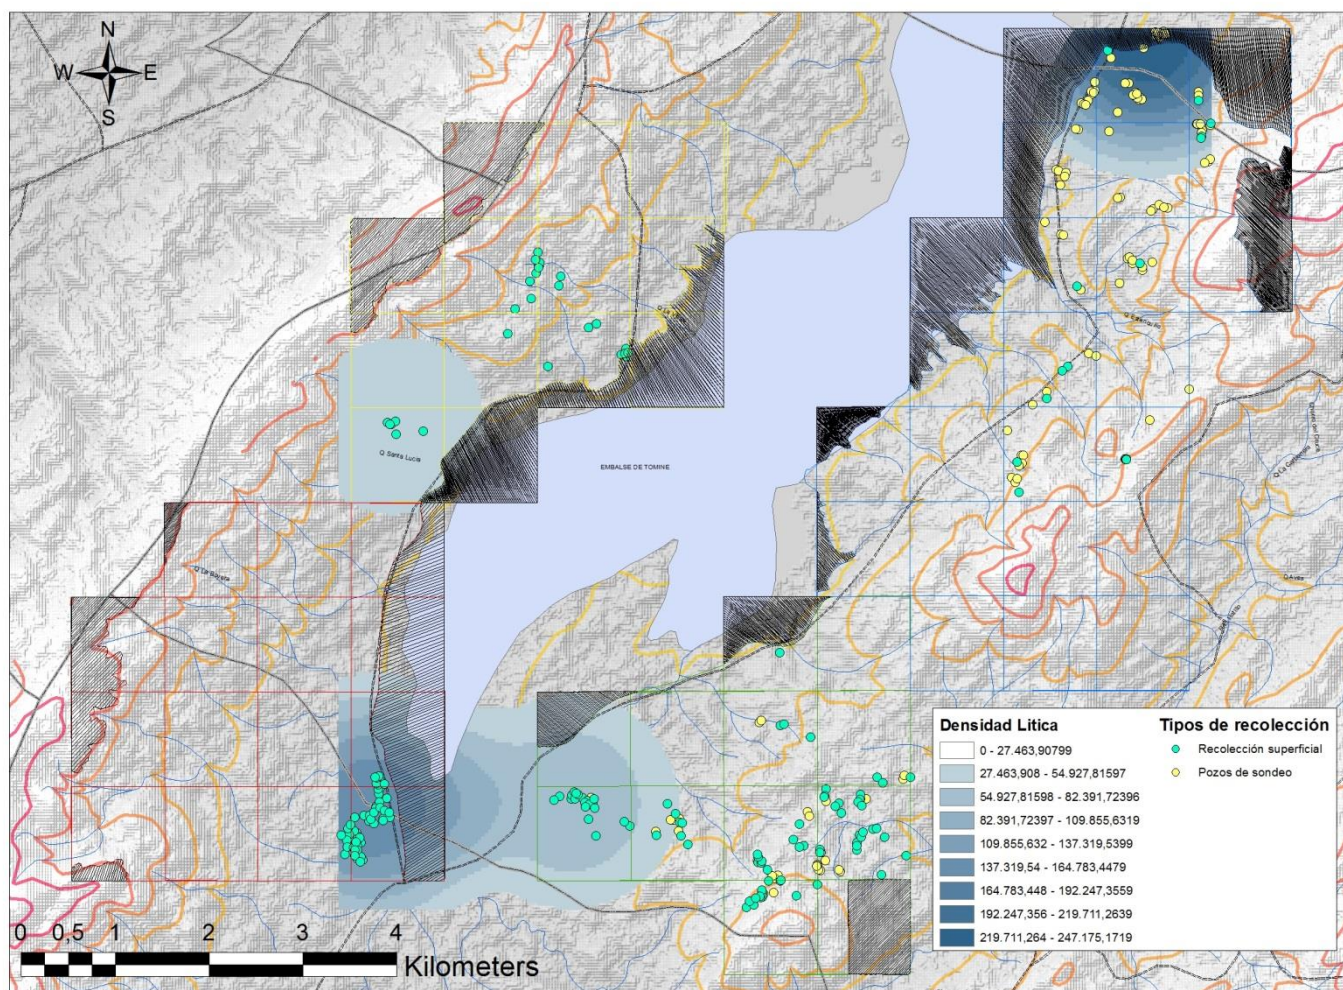 N
W E
S
Q Santa Lucia
EMBALSE DE TOMINE
0 0,5 1 2 3 4
Kilometers
Densidad Litica
0 - 27.463,90799
27.463,908 - 54.927,81597
54.927,81598 - 82.391,72396
82.391,72397 - 109.855,6319
109.855,632 - 137.319,5399
137.319,54 - 164.783,4479
164.783,448 - 192.247,3559
192.247,356 - 219.711,2639
219.711,264 - 247.175,1719
Tipos de recolección
Recolección superficial
Pozos de sondeo